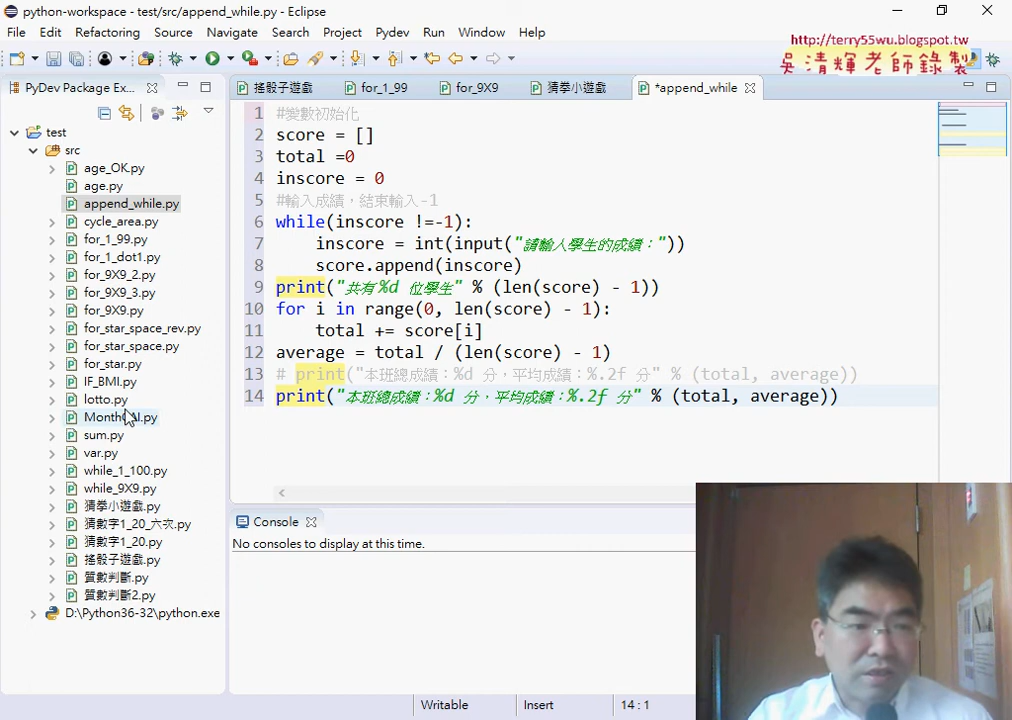 python-workspace - test/src/append_while.py - Eclipse
File Edit Refactoring Source Navigate Search Project Pydev Run Window Help
http://terry55wu.blogspot.tw
吳清輝老師錄製
PyDev Package Ex...
搖骰子遊戲
for_1_99
for_9X9
猜拳小遊戲
*append_while
test
src
age_OK.py
age.py
append_while.py
cycle_area.py
for_1_99.py
for_1_dot1.py
for_9X9_2.py
for_9X9_3.py
for_9X9.py
for_star_space_rev.py
for_star_space.py
for_star.py
IF_BMI.py
lotto.py
sum.py
var.py
while_1_100.py
while_9X9.py
猜拳小遊戲.py
猜數字1_20_六次.py
猜數字1_20.py
搖骰子遊戲.py
質數判斷.py
質數判斷2.py
D:\Python36-32\python.exe
1 #變數初始化
2 score = []
3 total =0
4 inscore = 0
5 #輸入成績，結束輸入-1
6 while(inscore !=-1):
7 inscore = int(input("請輸入學生的成績："))
8 score.append(inscore)
9 print("共有%d 位學生" % (len(score) - 1))
10 for i in range(0, len(score) - 1):
11 total += score[i]
12 average = total / (len(score) - 1)
13 # print("本班總成績：%d 分，平均成績：%.2f 分" % (total, average))
14 print("本班總成績：%d 分，平均成績：%.2f 分" % (total, average))
Console
No consoles to display at this time.
Writable Insert 14 : 1